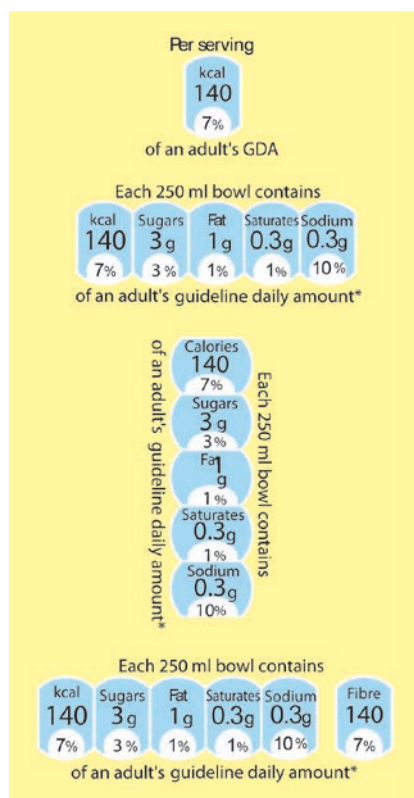 Per serving
kcal
140
7%
of an adult's GDA
Each 250 ml bowl contains
kcal Sugars Fat Saturates Sodium
140 3g 1g 0.3g 0.3g
7% 3% 1% 1% 10%
of an adult's guideline daily amount*
Each 250 ml bowl contains
Calories
140
7%
Sugars
3g
3%
Fat
1g
1%
Saturates
0.3g
1%
Sodium
0.3g
10%
of an adult's guideline daily amount*
Each 250 ml bowl contains
kcal Sugars Fat Saturates Sodium Fibre
140 3g 1g 0.3g 0.3g 140
7% 3% 1% 1% 10% 7%
of an adult's guideline daily amount*